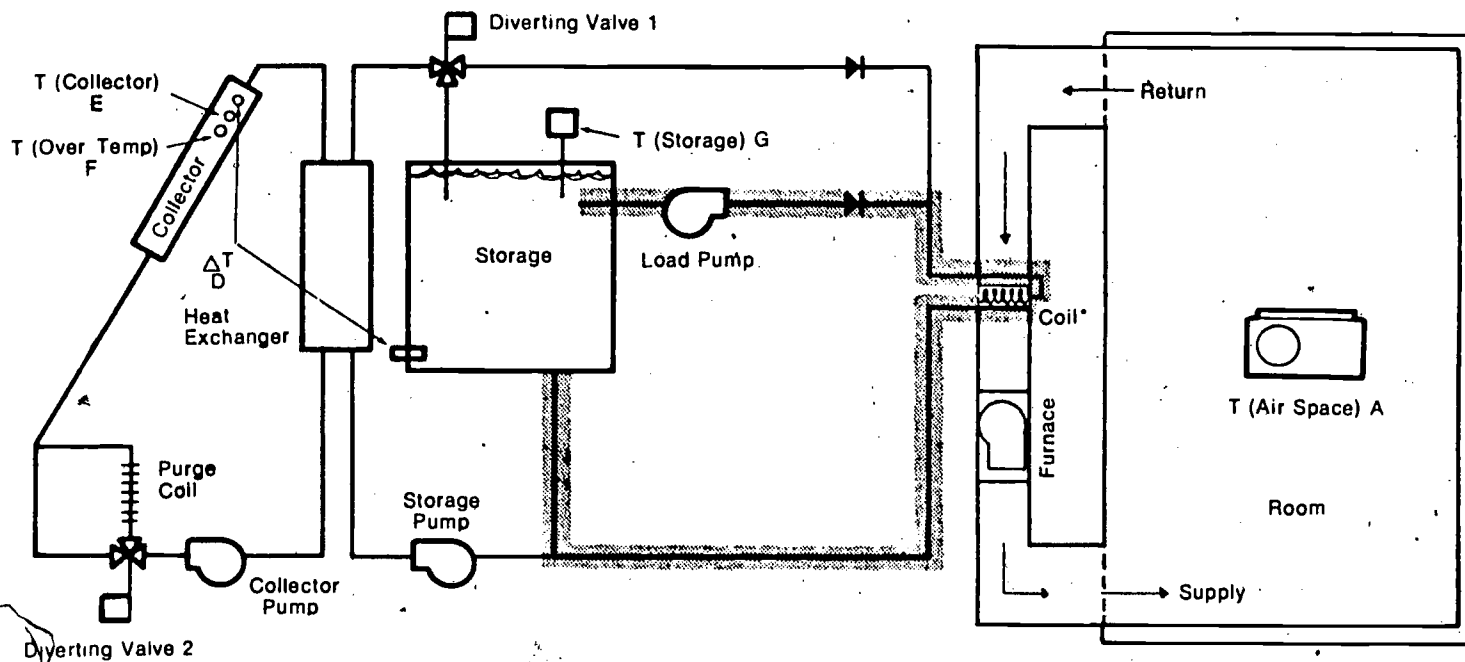 Diverting Valve 1
T (Collector)
E
T (Over Temp)
F
Collector
ΔT
D
Heat
Exchanger
T (Storage) G
Storage
Load Pump
Return
Coil
Furnace
T (Air Space) A
Room
Supply
Purge
Coil
Storage
Pump
Collector
Pump
Diverting Valve 2